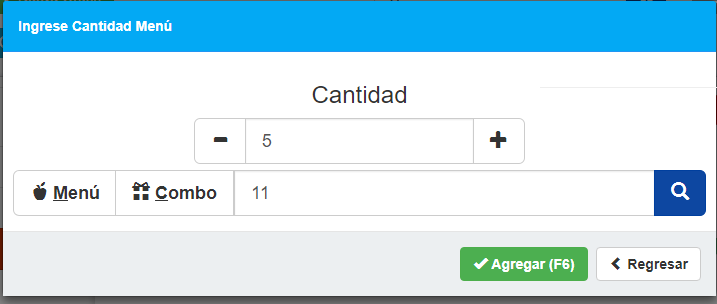 Ingrese Cantidad Menú
Cantidad
5
Menú Combo 11
Agregar (F6) Regresar